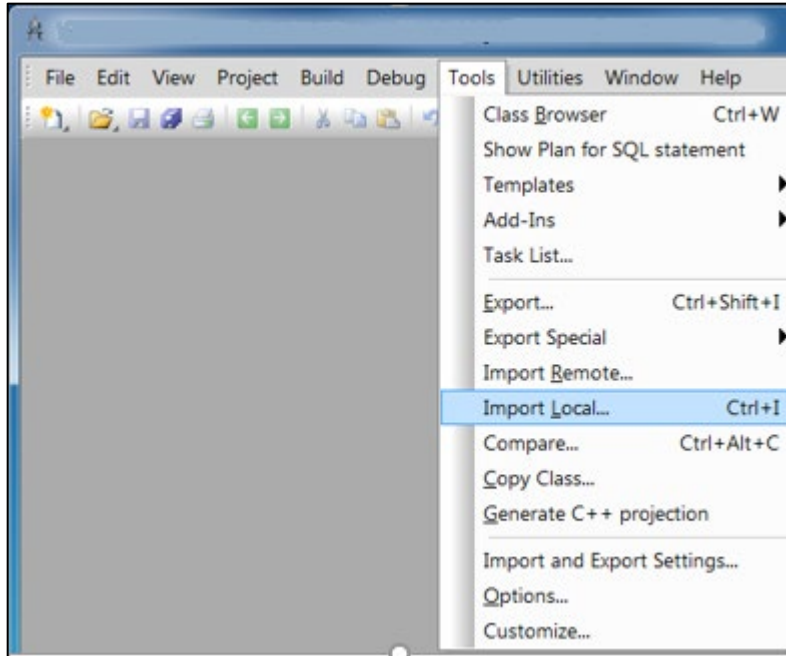 File Edit View Project Build Debug Tools Utilities Window Help
Class Browser Ctrl+W
Show Plan for SQL statement
Templates
Add-Ins
Task List...
Export... Ctrl+Shift+I
Export Special
Import Remote...
Import Local... Ctrl+I
Compare... Ctrl+Alt+C
Copy Class...
Generate C++ projection
Import and Export Settings...
Options...
Customize...